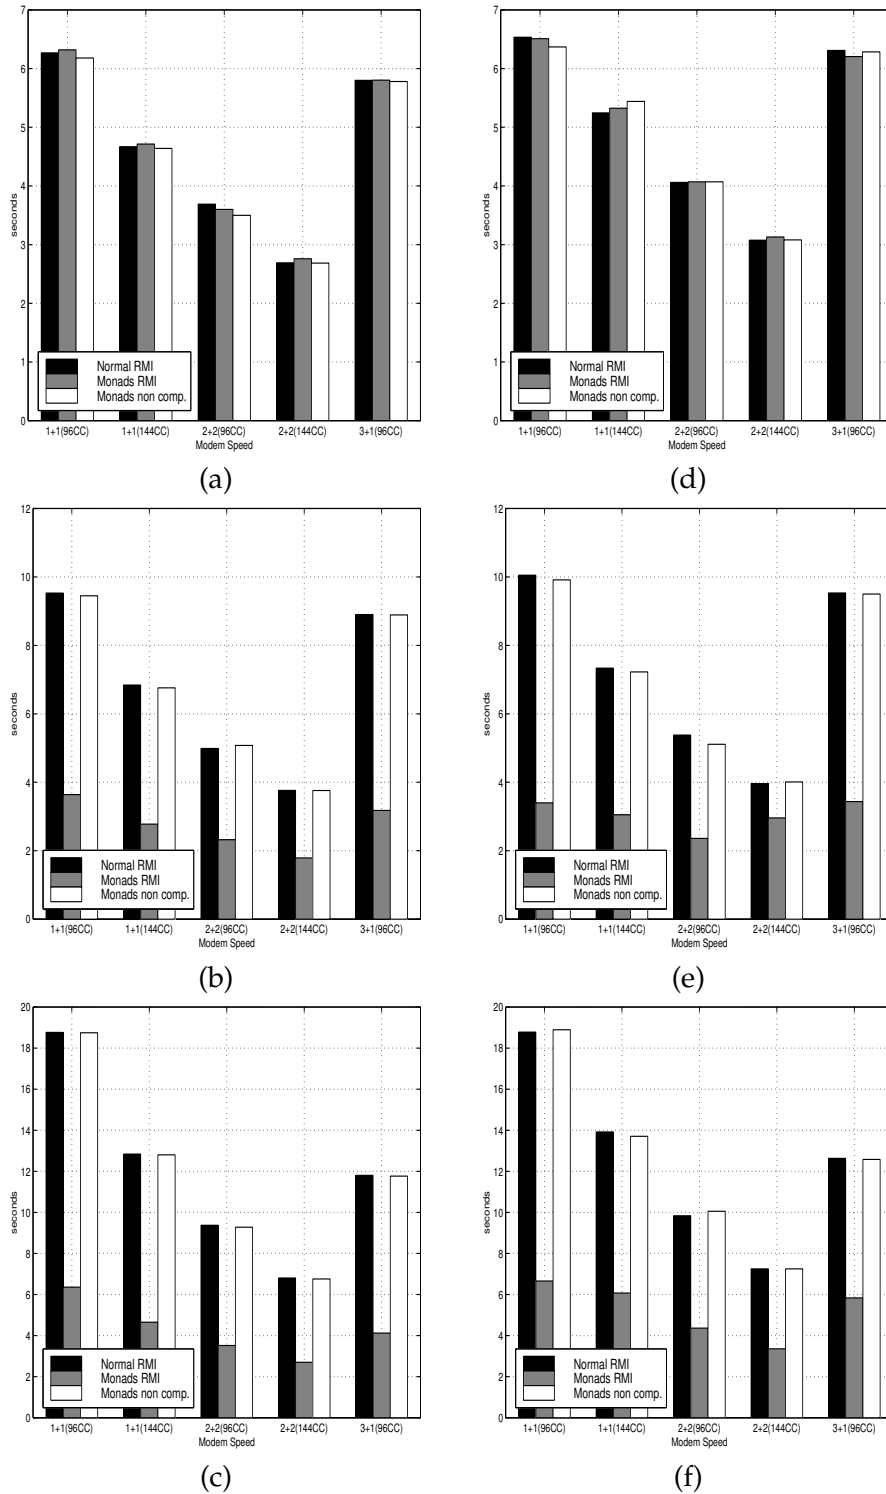 7
6
5
4
3
2
1
0
seconds
Normal RMI
Monads RMI
Monads non comp.
1+1(96CC) 1+1(144CC) 2+2(96CC) 2+2(144CC) 3+1(96CC)
Modem Speed
(a)
7
6
5
4
3
2
1
0
seconds
Normal RMI
Monads RMI
Monads non comp.
1+1(96CC) 1+1(144CC) 2+2(96CC) 2+2(144CC) 3+1(96CC)
Modem Speed
(d)
12
10
8
6
4
2
0
seconds
Normal RMI
Monads RMI
Monads non comp.
1+1(96CC) 1+1(144CC) 2+2(96CC) 2+2(144CC) 3+1(96CC)
Modem Speed
(b)
12
10
8
6
4
2
0
seconds
Normal RMI
Monads RMI
Monads non comp.
1+1(96CC) 1+1(144CC) 2+2(96CC) 2+2(144CC) 3+1(96CC)
Modem Speed
(e)
20
18
16
14
12
10
8
6
4
2
0
seconds
Normal RMI
Monads RMI
Monads non comp.
1+1(96CC) 1+1(144CC) 2+2(96CC) 2+2(144CC) 3+1(96CC)
Modem Speed
(c)
20
18
16
14
12
10
8
6
4
2
0
seconds
Normal RMI
Monads RMI
Monads non comp.
1+1(96CC) 1+1(144CC) 2+2(96CC) 2+2(144CC) 3+1(96CC)
Modem Speed
(f)